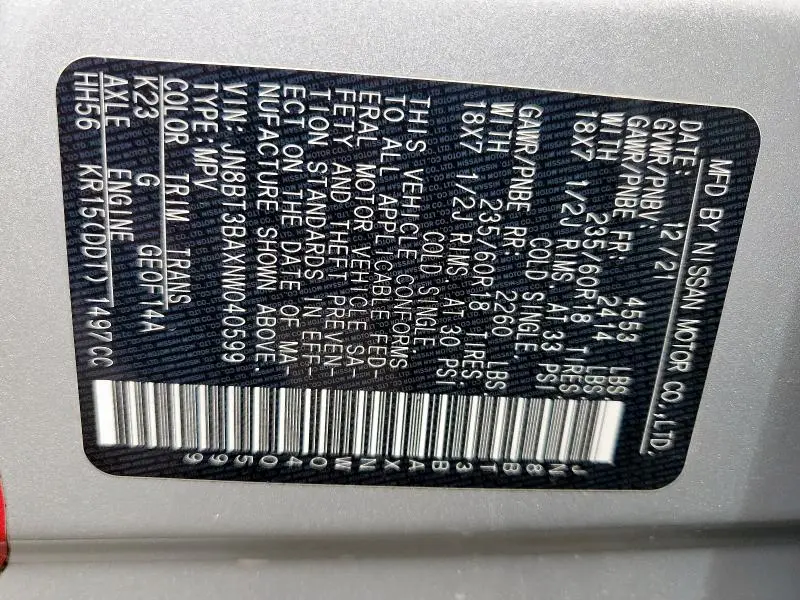 MFD BY NISSAN MOTOR CO.,LTD.
DATE: 12/2
GVWR/PNBV: 4553 LBS
GAWR/PNBE FR: 2414 LBS.
WITH 235/60R18 TIRES
18X7 1/2J RIMS. AT 33 PSI
COLD SINGLE.
GAWR/PNBE RR: 2260 LBS.
WITH 235/60R18 TIRES
18X7 1/2J RIMS AT 30 PSI
COLD SINGLE.
THIS VEHICLE CONFORMS
TO ALL APPLICABLE FED-
ERAL MOTOR VEHICLE SA-
FETY AND THEFT PREVEN-
TION STANDARDS IN EFF-
ECT ON THE DATE OF MA-
NUFACTURE SHOWN ABOVE.
VIN: JN8BT3BAXNW040599
TYPE: MPV
COLOR TRIM TRANS
K23 G GE0F14A
AXLE ENGINE
HH56 KR15(DDT) 1497CC
JN8BT3BAXNW040599